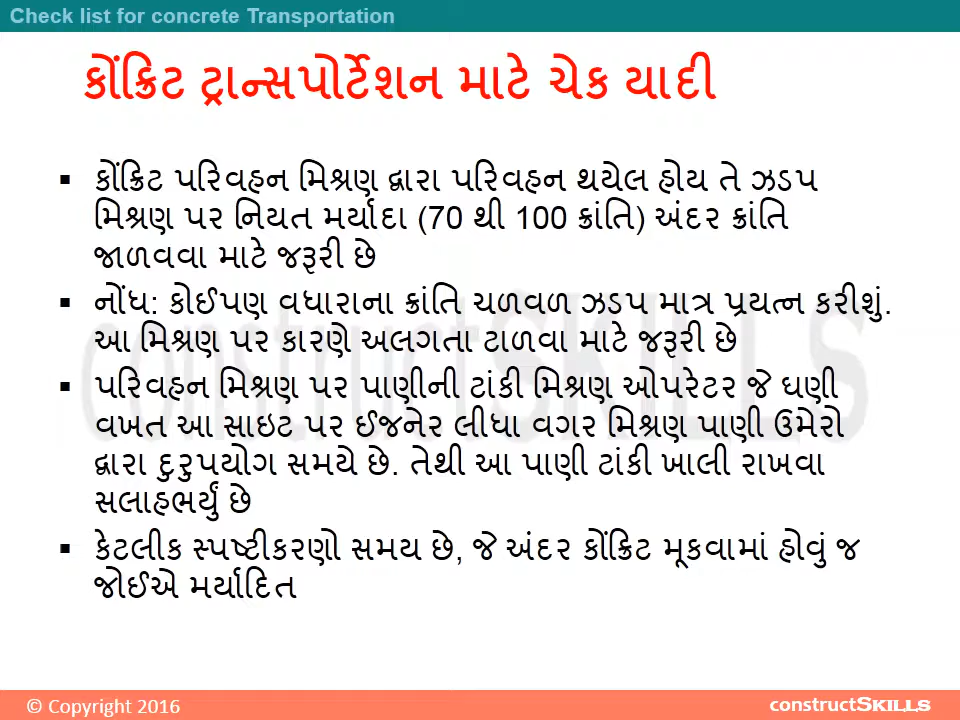 Check list for concrete Transportation
કોંક્રિટ ટ્રાન્સપોર્ટેશન માટે ચેક યાદી
▪ કોંક્રિટ પરિવહન મિશ્રણ દ્વારા પરિવહન થયેલ હોય તે ઝડપ
મિશ્રણ પર નિયત મર્યાદા (70 થી 100 ક્રાંતિ) અંદર ક્રાંતિ
જાળવવા માટે જરૂરી છે
▪ નોંધ: કોઈપણ વધારાના ક્રાંતિ ચળવળ ઝડપ માત્ર પ્રયત્ન કરીશું.
આ મિશ્રણ પર કારણે અલગતા ટાળવા માટે જરૂરી છે
▪ પરિવહન મિશ્રણ પર પાણીની ટાંકી મિશ્રણ ઓપરેટર જે ઘણી
વખત આ સાઇટ પર ઈજનેર લીધા વગર મિશ્રણ પાણી ઉમેરો
દ્વારા દુરુપયોગ સમયે છે. તેથી આ પાણી ટાંકી ખાલી રાખવા
સલાહભર્યું છે
▪ કેટલીક સ્પષ્ટીકરણો સમય છે, જે અંદર કોંક્રિટ મૂકવામાં હોવું જ
જોઈએ મર્યાદિત
constructSKILLS
© Copyright 2016
constructSKILLS